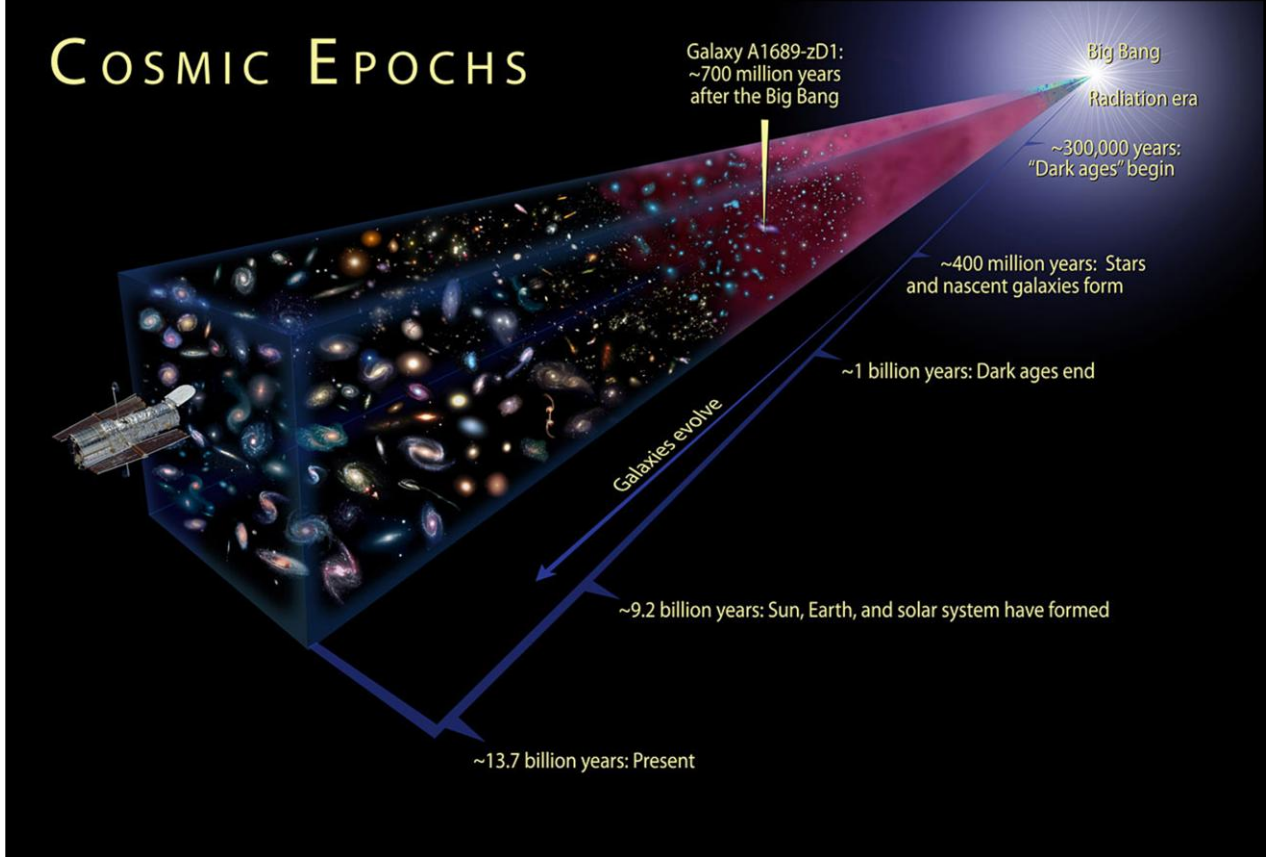 COSMIC EPOCHS
Galaxy A1689-zD1:
~700 million years
after the Big Bang
Big Bang
Radiation era
~300,000 years:
“Dark ages” begin
~400 million years: Stars
and nascent galaxies form
~1 billion years: Dark ages end
Galaxies evolve
~9.2 billion years: Sun, Earth, and solar system have formed
~13.7 billion years: Present